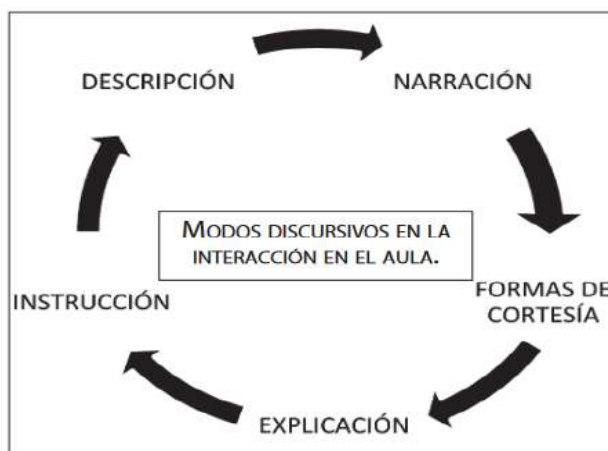 DESCRIPCIÓN
NARRACIÓN
MODOS DISCURSIVOS EN LA
INTERACCIÓN EN EL AULA.
INSTRUCCIÓN
FORMAS DE
CORTESÍA
EXPLICACIÓN